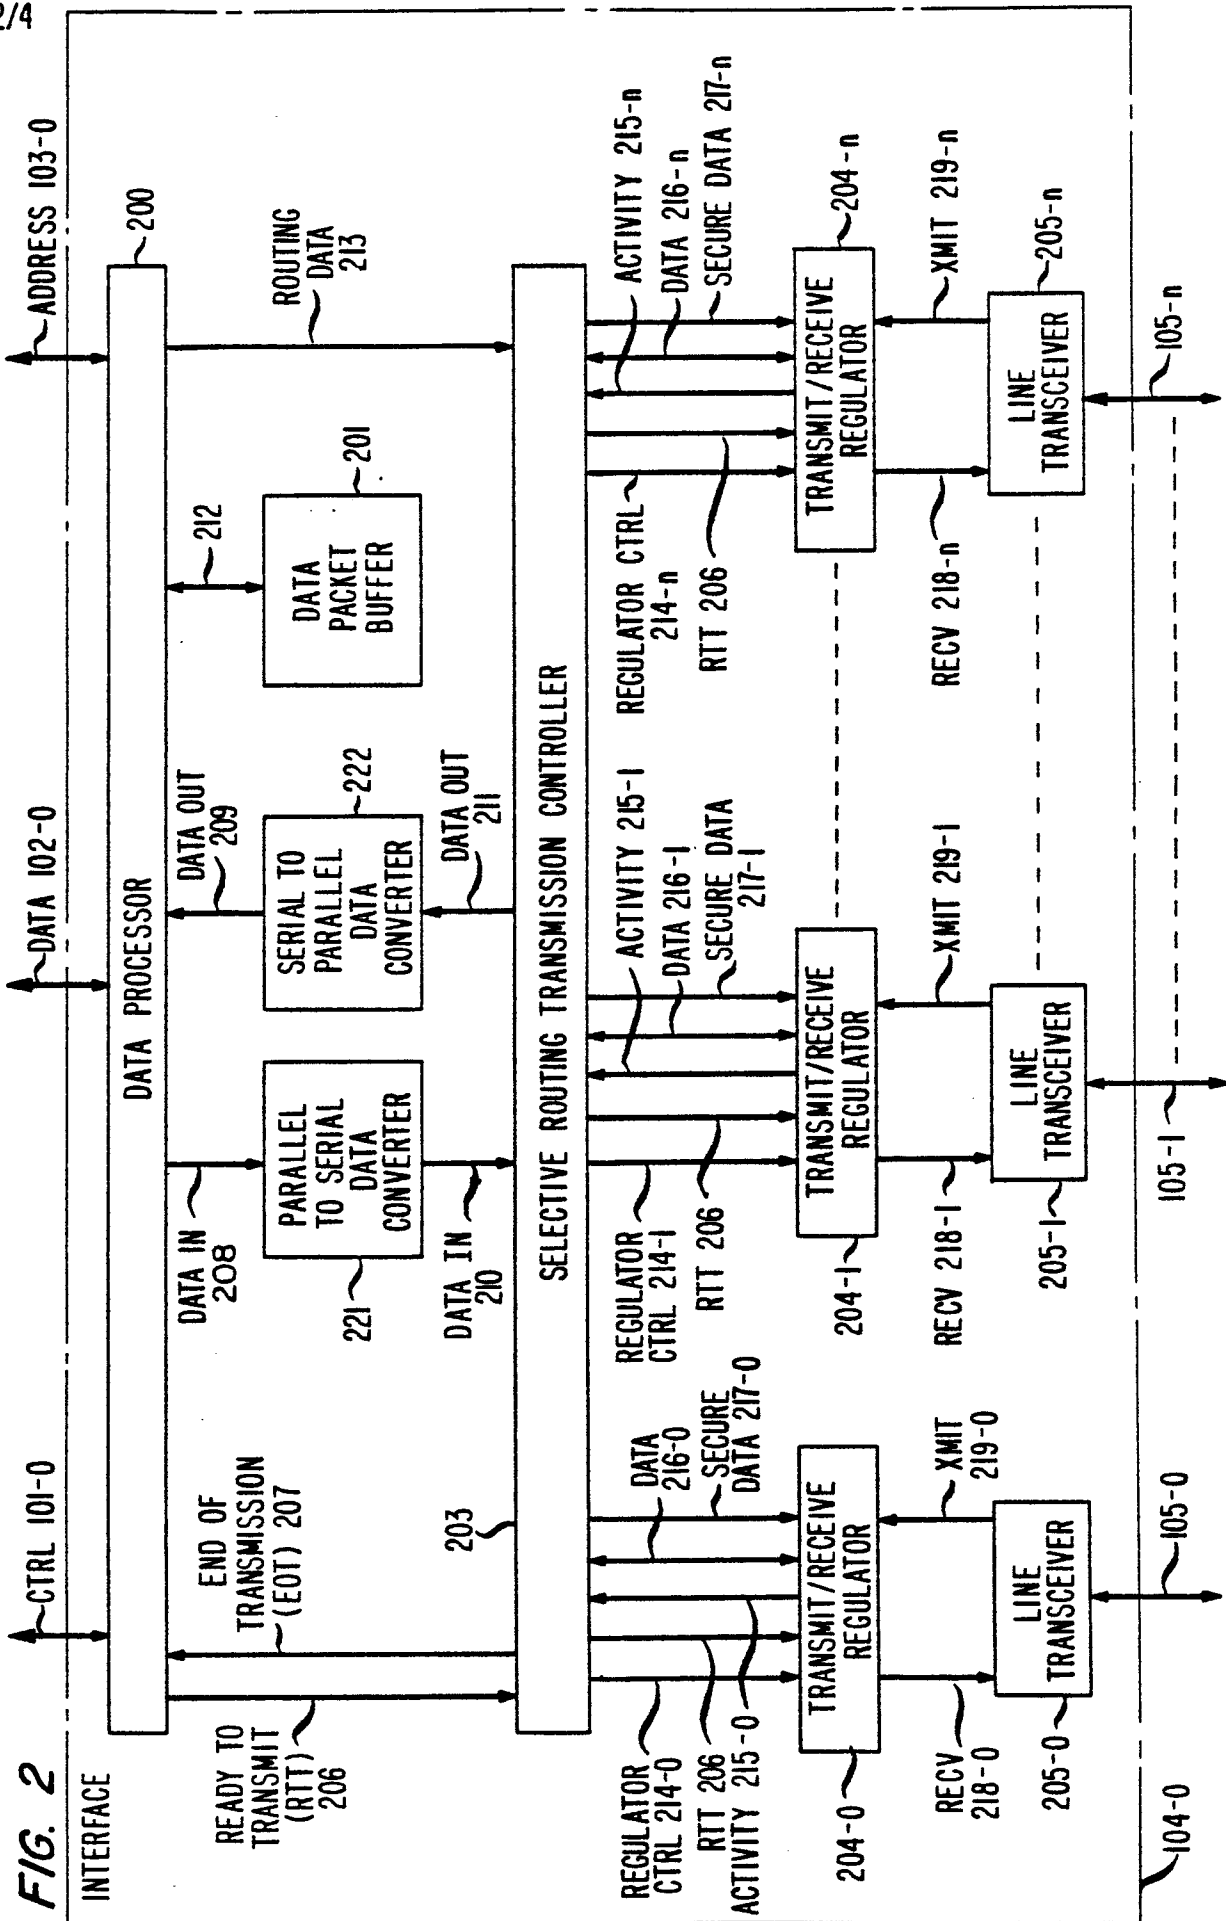 2/4
FIG. 2
INTERFACE
CTRL 101-0
DATA 102-0
ADDRESS 103-0
DATA PROCESSOR
200
READY TO
TRANSMIT
(RTT)
206
END OF
TRANSMISSION
(EOT) 207
DATA IN
208
PARALLEL
TO SERIAL
DATA
CONVERTER
221
DATA IN
210
DATA OUT
209
SERIAL TO
PARALLEL
DATA
CONVERTER
222
DATA OUT
211
212
DATA
PACKET
BUFFER
201
ROUTING
DATA
213
203
SELECTIVE ROUTING TRANSMISSION CONTROLLER
REGULATOR
CTRL 214-0
RTT 206
ACTIVITY 215-0
DATA
216-0
SECURE
DATA 217-0
REGULATOR
CTRL 214-1
RTT 206
ACTIVITY 215-1
DATA 216-1
SECURE DATA
217-1
REGULATOR CTRL
214-n
RTT 206
ACTIVITY 215-n
DATA 216-n
SECURE DATA 217-n
TRANSMIT/RECEIVE
REGULATOR
204-0
TRANSMIT/RECEIVE
REGULATOR
204-1
TRANSMIT/RECEIVE
REGULATOR
204-n
RECV
218-0
XMIT
219-0
RECV 218-1
XMIT 219-1
RECV 218-n
XMIT 219-n
LINE
TRANSCEIVER
205-0
LINE
TRANSCEIVER
205-1
LINE
TRANSCEIVER
205-n
104-0
105-0
105-1
105-n